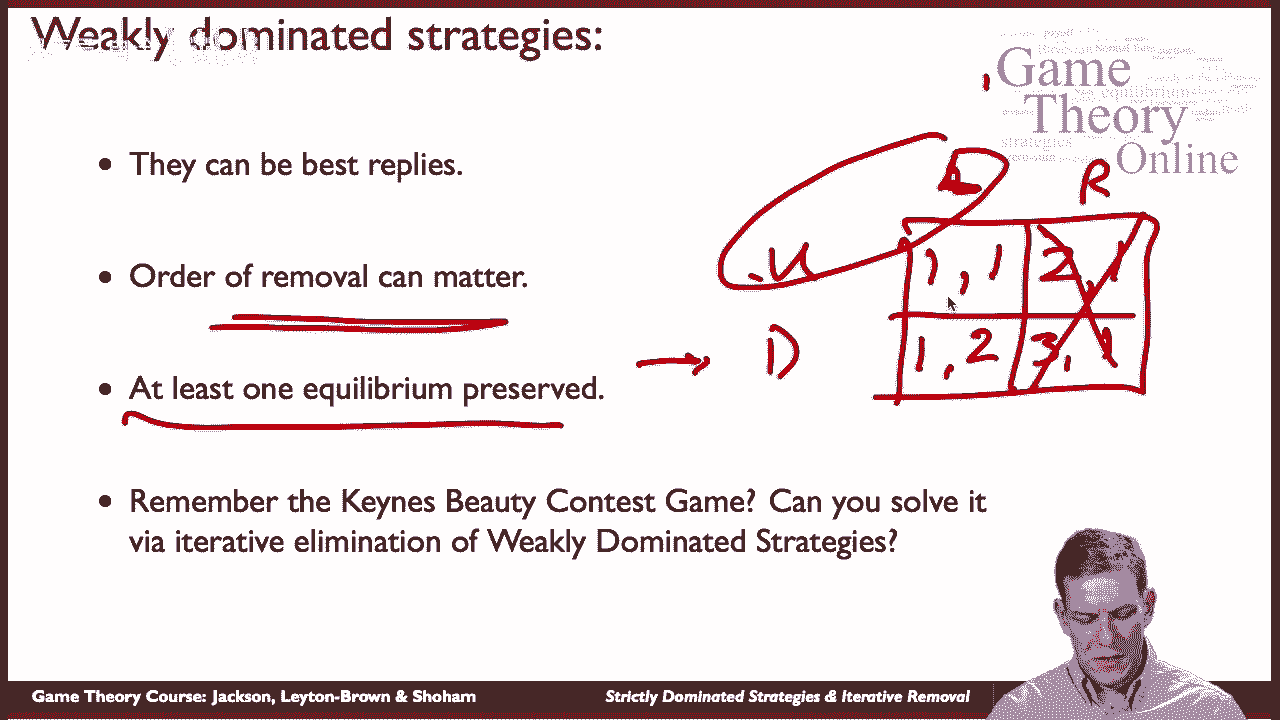 Weakly dominated strategies:
Game
Theory
Online
strategies
equilibrium
• They can be best replies.
• Order of removal can matter.
• At least one equilibrium preserved.
• Remember the Keynes Beauty Contest Game? Can you solve it
via iterative elimination of Weakly Dominated Strategies?
R
U 1,1 2,1
D 1,2
Game Theory Course: Jackson, Leyton-Brown & Shoham
Strictly Dominated Strategies & Iterative Removal